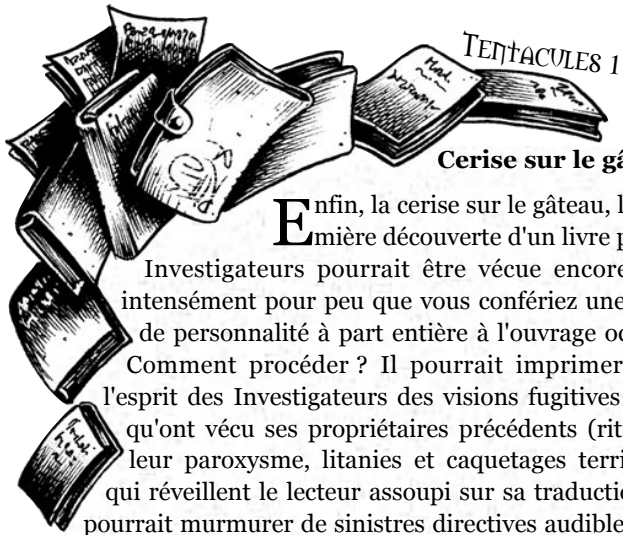 TENTACULES 1
Cerise sur le gâ
Enfin, la cerise sur le gâteau, l
mière découverte d'un livre p
Investigateurs pourrait être vécue encore
intensément pour peu que vous confériez une
de personnalité à part entière à l'ouvrage oc
Comment procéder ? Il pourrait imprimer
l'esprit des Investigateurs des visions fugitives
qu'ont vécu ses propriétaires précédents (rit
leur paroxysme, litanies et caquetages terri
qui réveillent le lecteur assoupi sur sa traductio
pourrait murmurer de sinistres directives audible